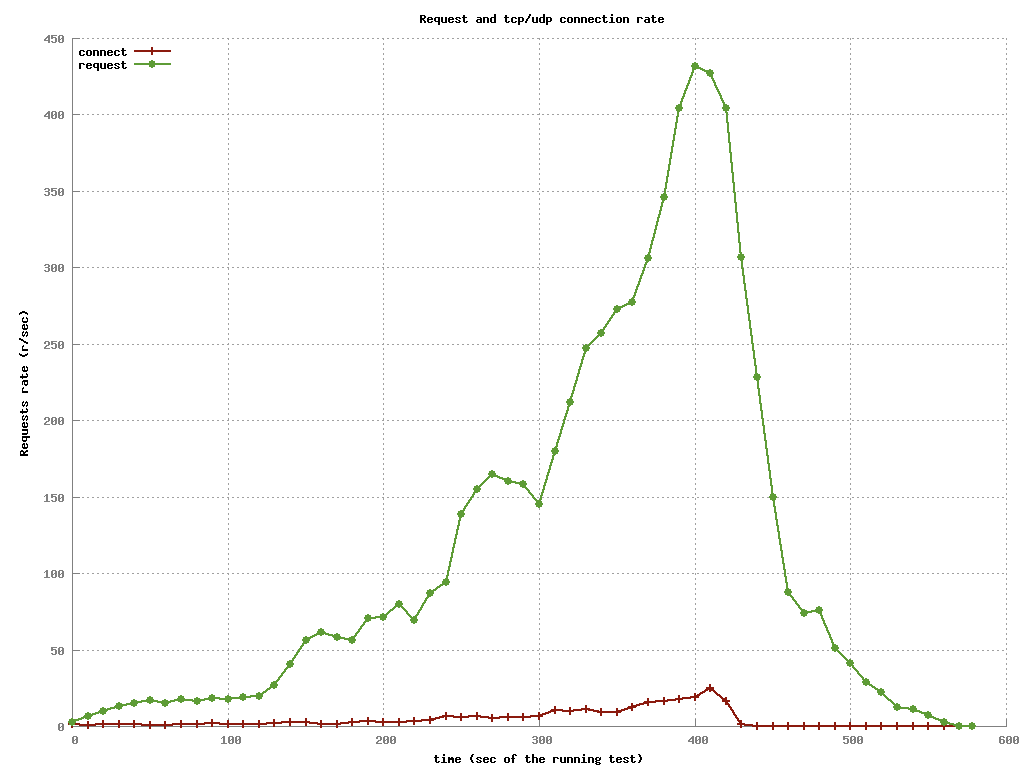 Request and tcp/udp connection rate
connect
request
450
400
350
300
250
200
150
100
50
0
Requests rate (r/sec)
0 100 200 300 400 500 600
time (sec of the running test)